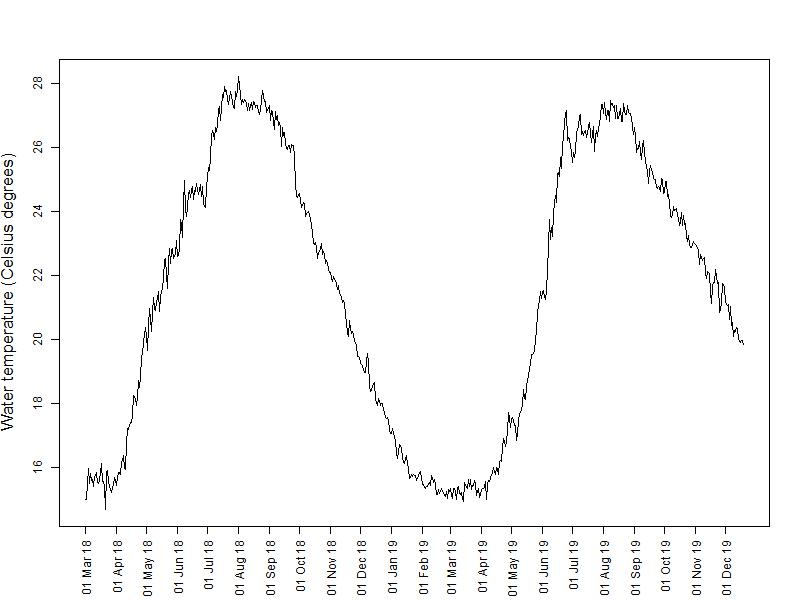 Water temperature (Celsius degrees)
28
26
24
22
20
18
16
01 Mar 18
01 Apr 18
01 May 18
01 Jun 18
01 Jul 18
01 Aug 18
01 Sep 18
01 Oct 18
01 Nov 18
01 Dec 18
01 Jan 19
01 Feb 19
01 Mar 19
01 Apr 19
01 May 19
01 Jun 19
01 Jul 19
01 Aug 19
01 Sep 19
01 Oct 19
01 Nov 19
01 Dec 19